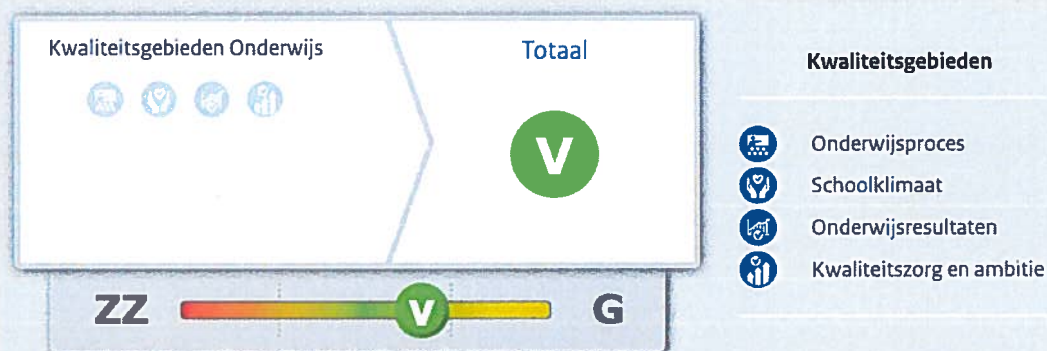 Kwaliteitsgebieden Onderwijs
Totaal
V
ZZ
V
G
Kwaliteitsgebieden
Onderwijsproces
Schoolklimaat
Onderwijsresultaten
Kwaliteitszorg en ambitie